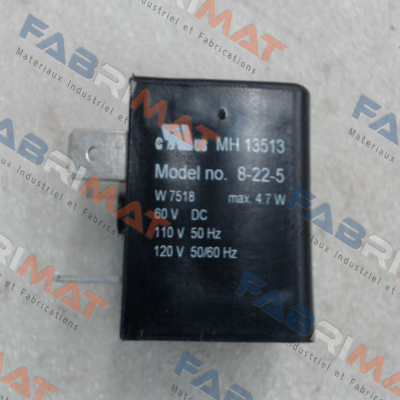 MH 13513
Model no. 8-22-5
W 7518 max. 4.7 W
60 V DC
110 V 50 Hz
120 V 50/60 Hz
FABRIMAT
Matériaux Industriel et Fabrications